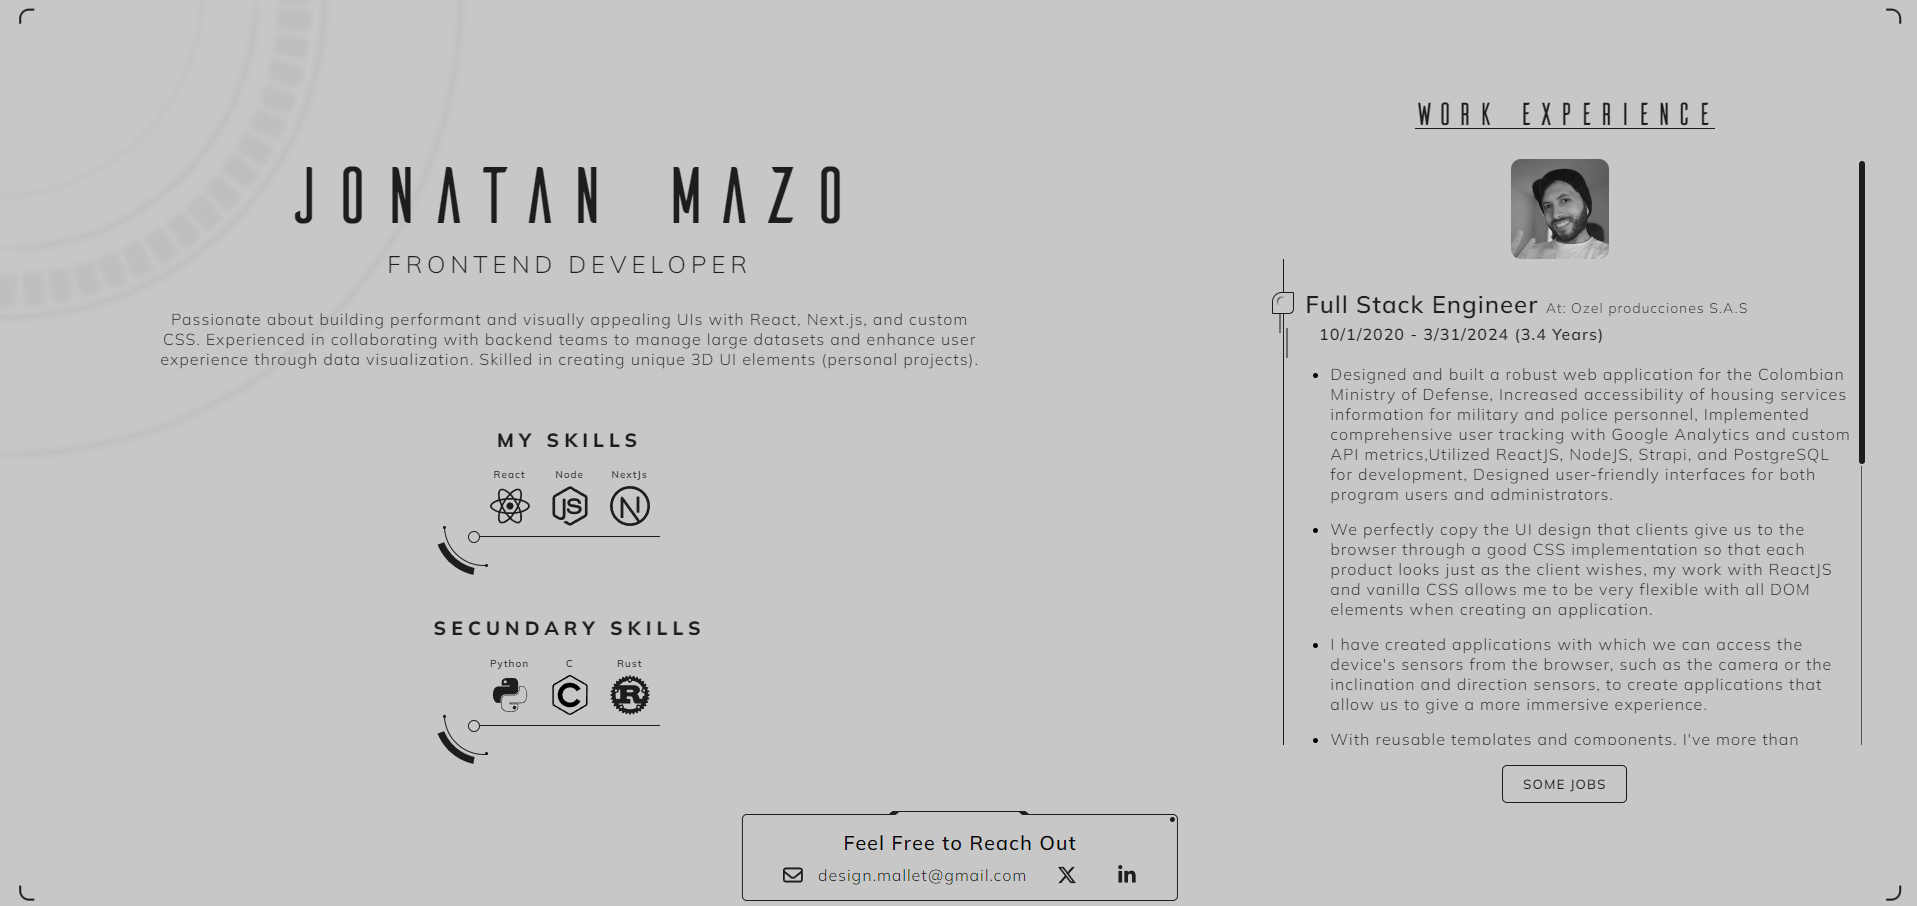 JONATAN MAZO
FRONTEND DEVELOPER
Passionate about building performant and visually appealing UIs with React, Next.js, and custom
CSS. Experienced in collaborating with backend teams to manage large datasets and enhance user
experience through data visualization. Skilled in creating unique 3D UI elements (personal projects).
MY SKILLS
React Node NextJs
SECUNDARY SKILLS
Python C Rust
WORK EXPERIENCE
Full Stack Engineer At: Ozel producciones S.A.S
10/1/2020 - 3/31/2024 (3.4 Years)
• Designed and built a robust web application for the Colombian
Ministry of Defense, Increased accessibility of housing services
information for military and police personnel, Implemented
comprehensive user tracking with Google Analytics and custom
API metrics,Utilized ReactJS, NodeJS, Strapi, and PostgreSQL
for development, Designed user-friendly interfaces for both
program users and administrators.
• We perfectly copy the UI design that clients give us to the
browser through a good CSS implementation so that each
product looks just as the client wishes, my work with ReactJS
and vanilla CSS allows me to be very flexible with all DOM
elements when creating an application.
• I have created applications with which we can access the
device's sensors from the browser, such as the camera or the
inclination and direction sensors, to create applications that
allow us to give a more immersive experience.
• With reusable templates and components. I've more than
SOME JOBS
Feel Free to Reach Out
design.mallet@gmail.com